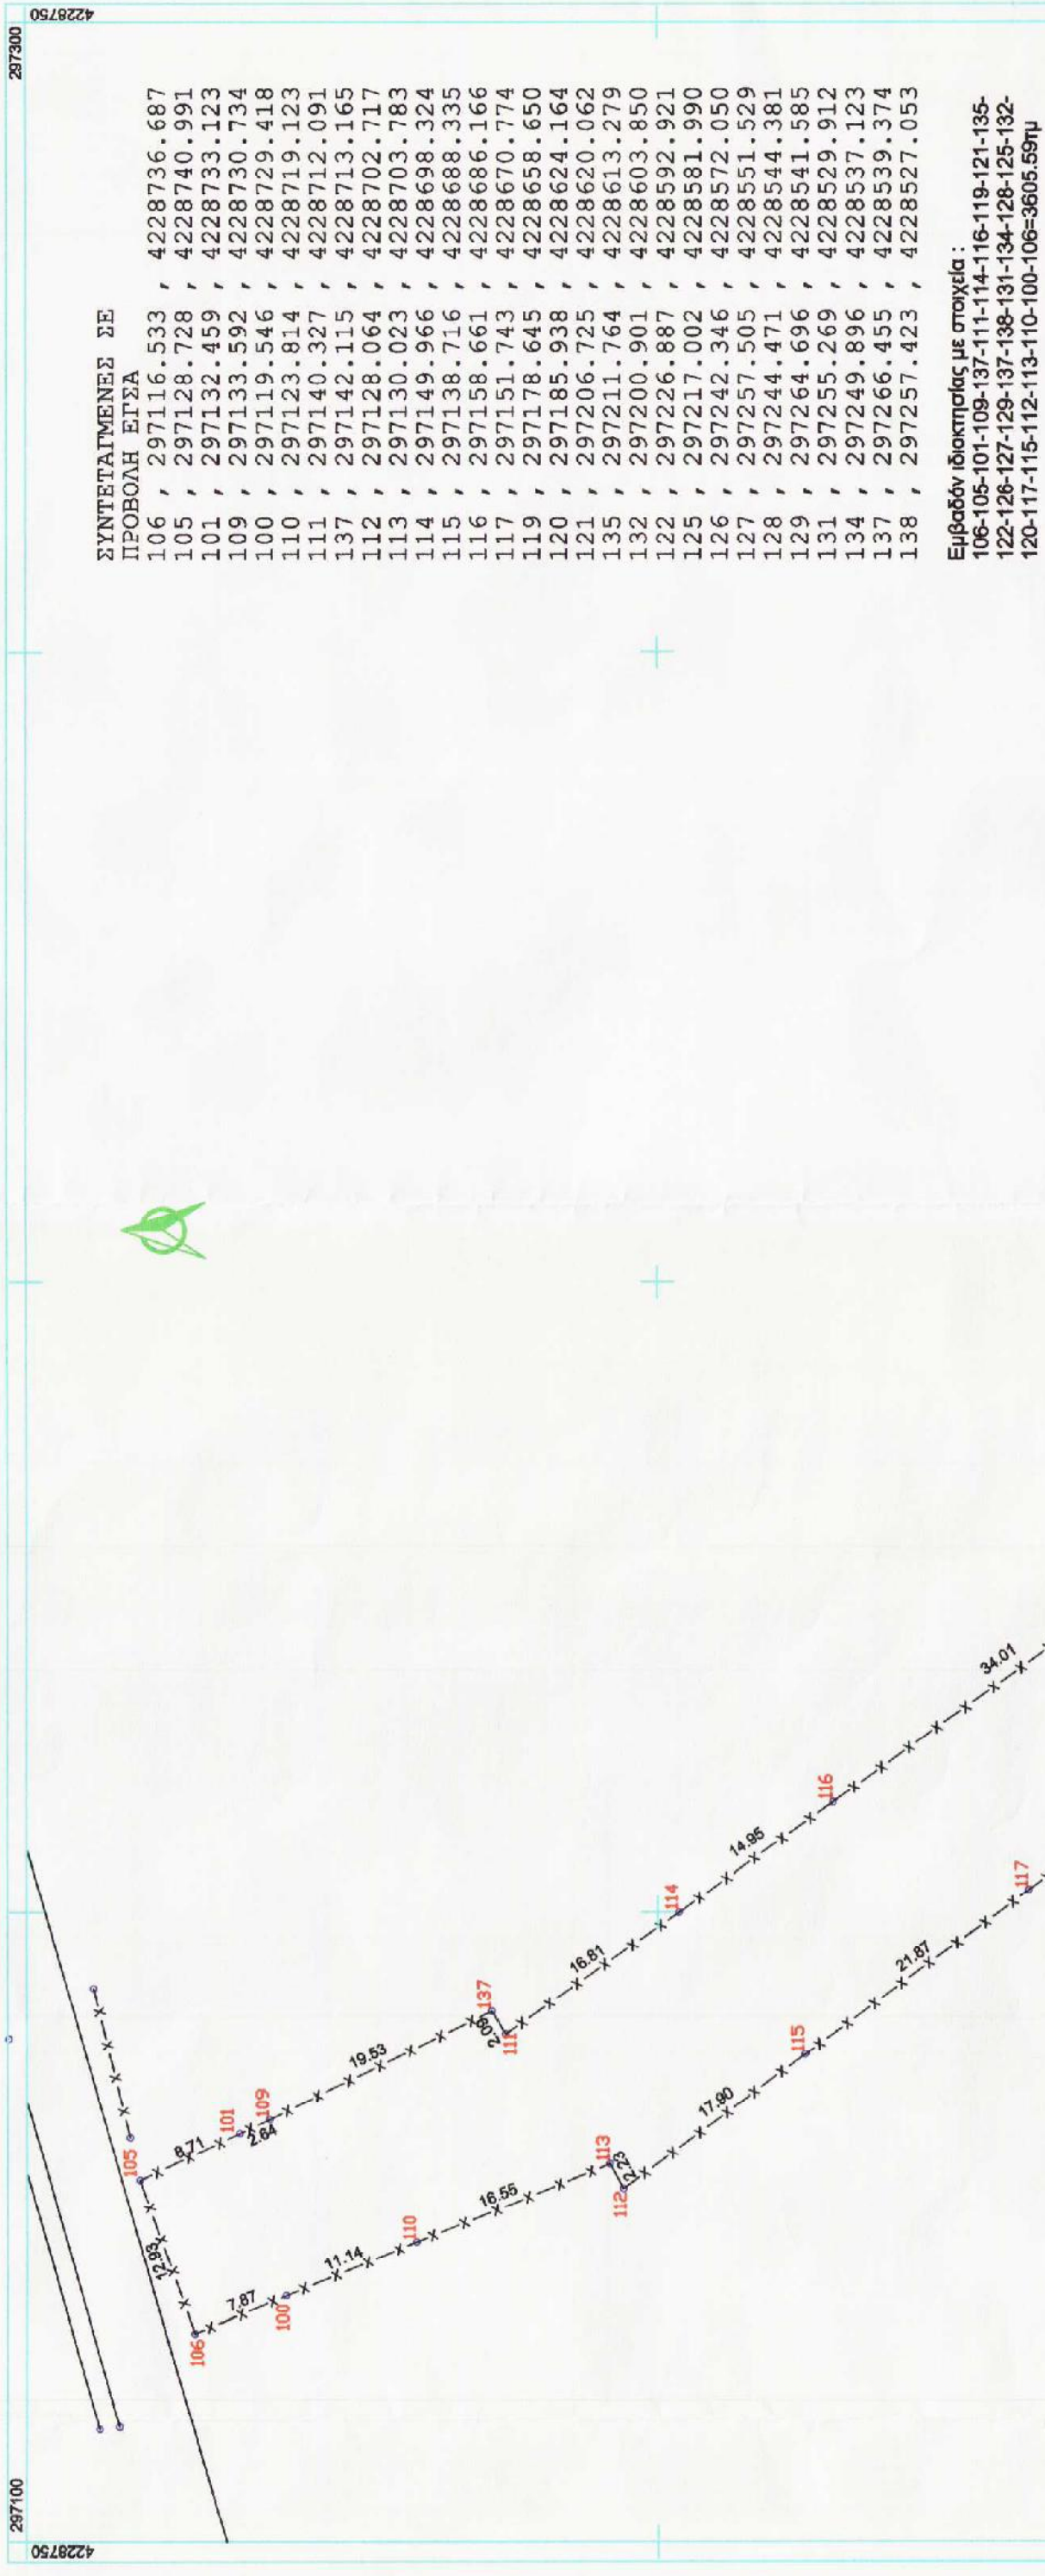 297100
297300
4228750
4228750
ΣΥΝΤΕΤΑΓΜΕΝΕΣ ΣΕ
ΠΡΟΒΟΛΗ ΕΓΣΑ
106 , 297116.533 , 4228736.687
105 , 297128.728 , 4228740.991
101 , 297132.459 , 4228733.123
109 , 297133.592 , 4228730.734
100 , 297119.546 , 4228729.418
110 , 297123.814 , 4228719.123
111 , 297140.327 , 4228712.091
137 , 297142.115 , 4228713.165
112 , 297128.064 , 4228702.717
113 , 297130.023 , 4228703.783
114 , 297149.966 , 4228698.324
115 , 297138.716 , 4228688.335
116 , 297158.661 , 4228686.166
117 , 297151.743 , 4228670.774
119 , 297178.645 , 4228658.650
120 , 297185.938 , 4228624.164
121 , 297206.725 , 4228620.062
135 , 297211.764 , 4228613.279
132 , 297200.901 , 4228603.850
122 , 297226.887 , 4228592.921
125 , 297217.002 , 4228581.990
126 , 297242.346 , 4228572.050
127 , 297257.505 , 4228551.529
128 , 297244.471 , 4228544.381
129 , 297264.696 , 4228541.585
131 , 297255.269 , 4228529.912
134 , 297249.896 , 4228537.123
137 , 297266.455 , 4228539.374
138 , 297257.423 , 4228527.053
Εμβαδόν ιδιοκτησίας με στοιχεία :
106-105-101-109-137-111-114-116-119-121-135-
122-126-127-129-137-138-131-134-128-125-132-
120-117-115-112-113-110-100-106=3605.59τμ
105
12.93
8.71
106
101
109
2.64
7.87
100
19.53
11.14
110
137
2.09
111
16.55
16.81
113
2.23
112
114
17.90
14.95
115
116
21.87
34.01
117